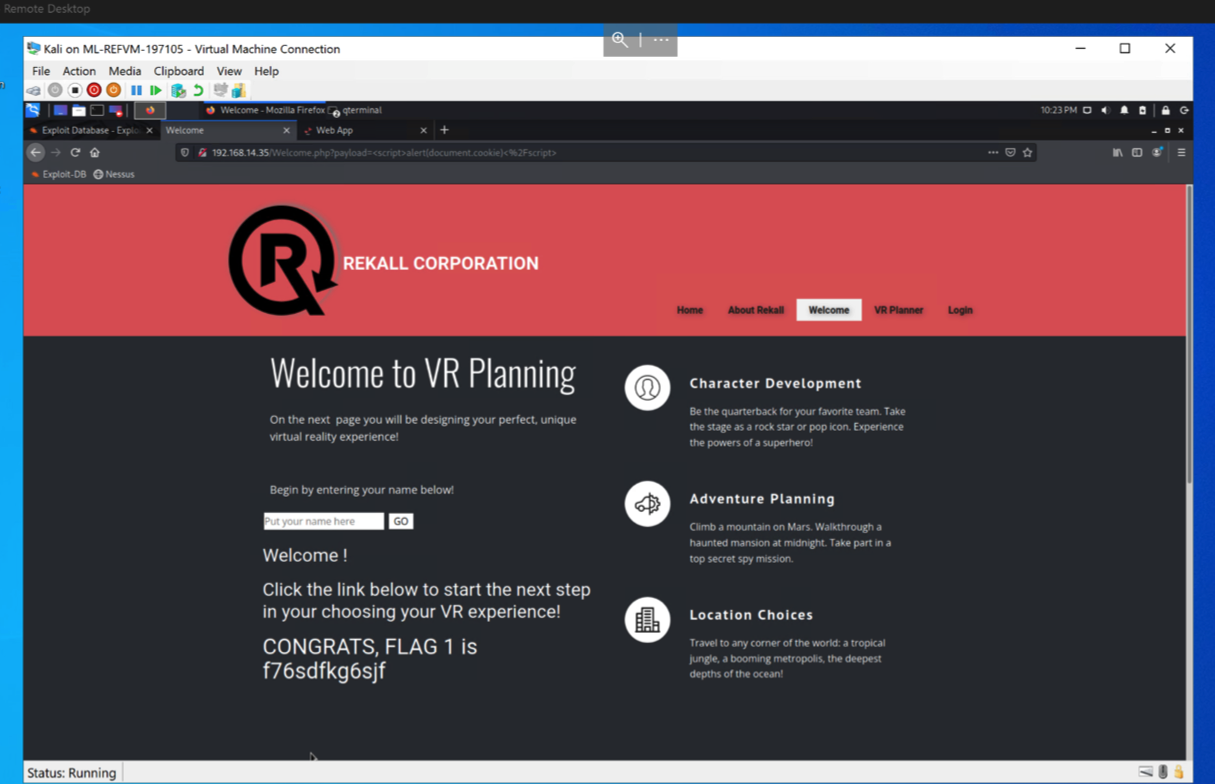 Remote Desktop
Kali on ML-REFVM-197105 - Virtual Machine Connection
File Action Media Clipboard View Help
Welcome - Mozilla Firefox qterminal 10:23 PM
Exploit Database - Explo Welcome Web App
192.168.14.35/Welcome.php?payload=<script>alert(document.cookie)<%2Fscript>
Exploit-DB Nessus
REKALL CORPORATION
Home About Rekall Welcome VR Planner Login
Welcome to VR Planning
On the next page you will be designing your perfect, unique
virtual reality experience!
Begin by entering your name below!
Put your name here GO
Welcome !
Click the link below to start the next step
in your choosing your VR experience!
CONGRATS, FLAG 1 is
f76sdfkg6sjf
Character Development
Be the quarterback for your favorite team. Take
the stage as a rock star or pop icon. Experience
the powers of a superhero!
Adventure Planning
Climb a mountain on Mars. Walkthrough a
haunted mansion at midnight. Take part in a
top secret spy mission.
Location Choices
Travel to any corner of the world: a tropical
jungle, a booming metropolis, the deepest
depths of the ocean!
Status: Running